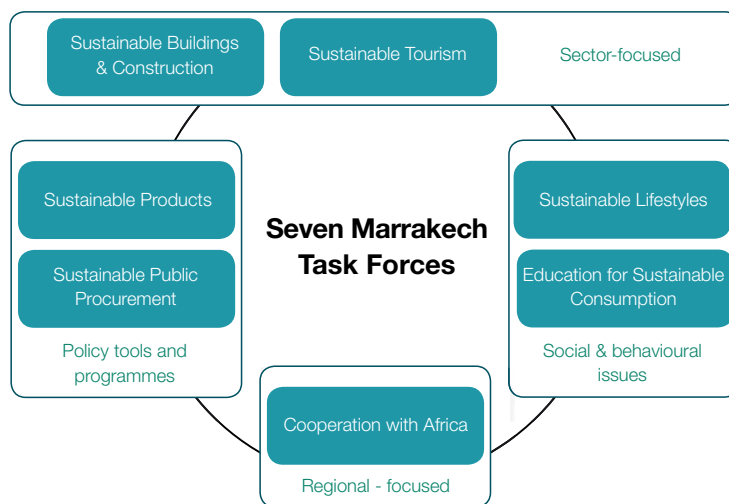 Sustainable Buildings
& Construction
Sustainable Tourism
Sector-focused
Sustainable Products
Sustainable Public
Procurement
Policy tools and
programmes
Seven Marrakech
Task Forces
Sustainable Lifestyles
Education for Sustainable
Consumption
Social & behavioural
issues
Cooperation with Africa
Regional - focused